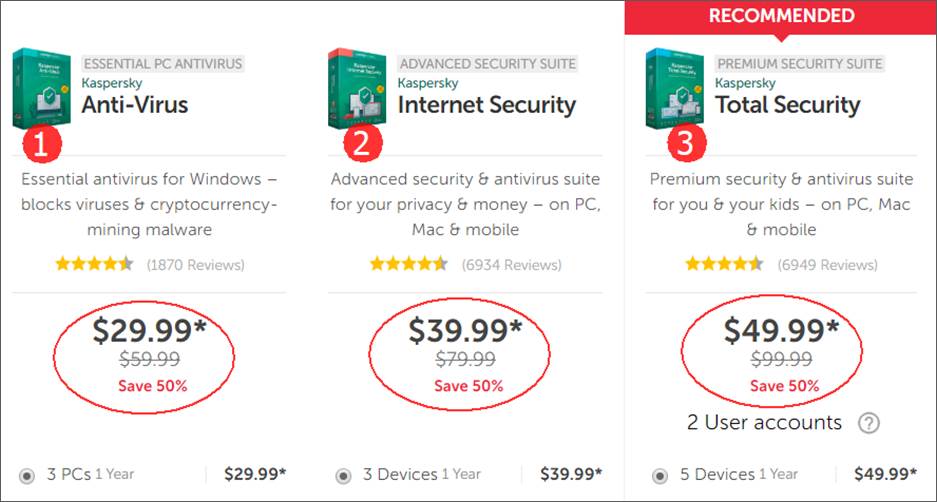 RECOMMENDED
ESSENTIAL PC ANTIVIRUS
Kaspersky
Anti-Virus
1
Essential antivirus for Windows –
blocks viruses & cryptocurrency-
mining malware
(1870 Reviews)
$29.99*
$59.99
Save 50%
3 PCs 1 Year
$29.99*
ADVANCED SECURITY SUITE
Kaspersky
Internet Security
2
Advanced security & antivirus suite
for your privacy & money – on PC,
Mac & mobile
(6934 Reviews)
$39.99*
$79.99
Save 50%
3 Devices 1 Year
$39.99*
PREMIUM SECURITY SUITE
Kaspersky
Total Security
3
Premium security & antivirus suite
for you & your kids – on PC, Mac
& mobile
(6949 Reviews)
$49.99*
$99.99
Save 50%
2 User accounts ?
5 Devices 1 Year
$49.99*